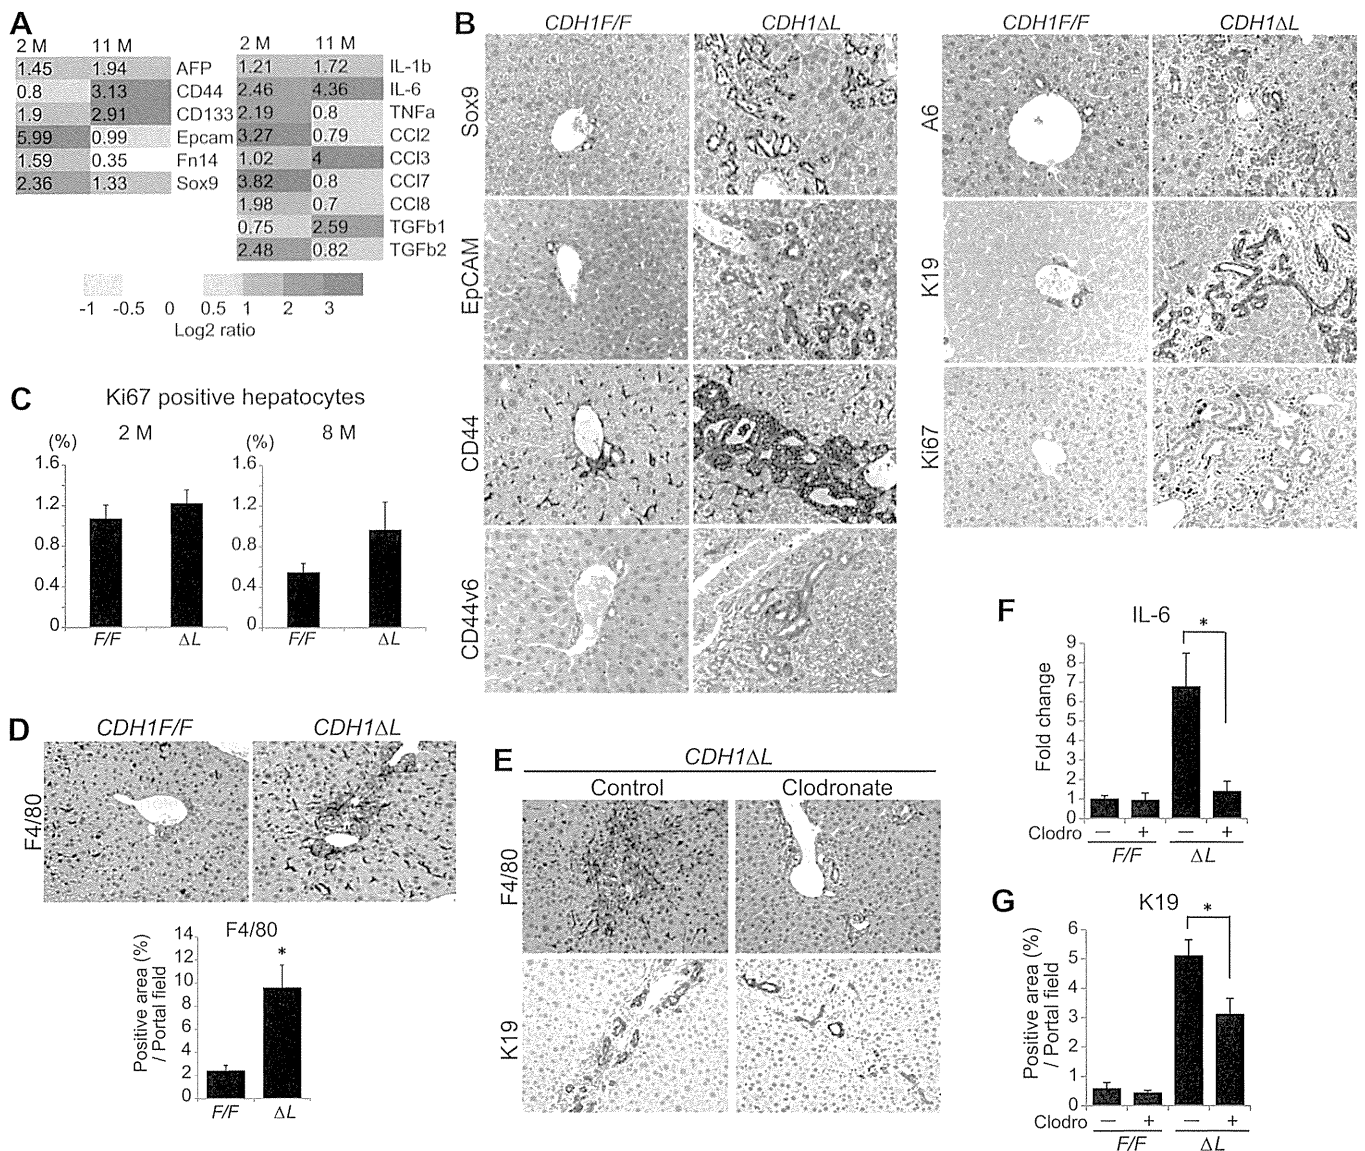 A
2 M 11 M
1.45 1.94 AFP
0.8 3.13 CD44
1.9 2.91 CD133
5.99 0.99 Epcam
1.59 0.35 Fn14
2.36 1.33 Sox9
2 M 11 M
1.21 1.72 IL-1b
2.46 4.36 IL-6
2.19 0.8 TNFa
3.27 0.79 CCl2
1.02 4 CCl3
3.82 0.8 CCl7
1.98 0.7 CCl8
0.75 2.59 TGFb1
2.48 0.82 TGFb2
-1 -0.5 0 0.5 1 2 3
Log2 ratio
B
CDH1F/F CDH1ΔL
Sox9
EpCAM
CD44
CD44v6
CDH1F/F CDH1ΔL
A6
K19
Ki67
C
Ki67 positive hepatocytes
(%) 2 M
1.6
1.2
0.8
0.4
0
F/F ΔL
(%) 8 M
1.6
1.2
0.8
0.4
0
F/F ΔL
D
CDH1F/F CDH1ΔL
F4/80
F4/80
Positive area (%)
/ Portal field
14
12
10
8
6
4
2
0
*
F/F ΔL
E
CDH1ΔL
Control Clodronate
F4/80
K19
F
IL-6
Fold change
9
8
7
6
5
4
3
2
1
0
*
Clodro — + — +
F/F ΔL
G
K19
Positive area (%)
/ Portal field
6
5
4
3
2
1
0
*
Clodro — + — +
F/F ΔL